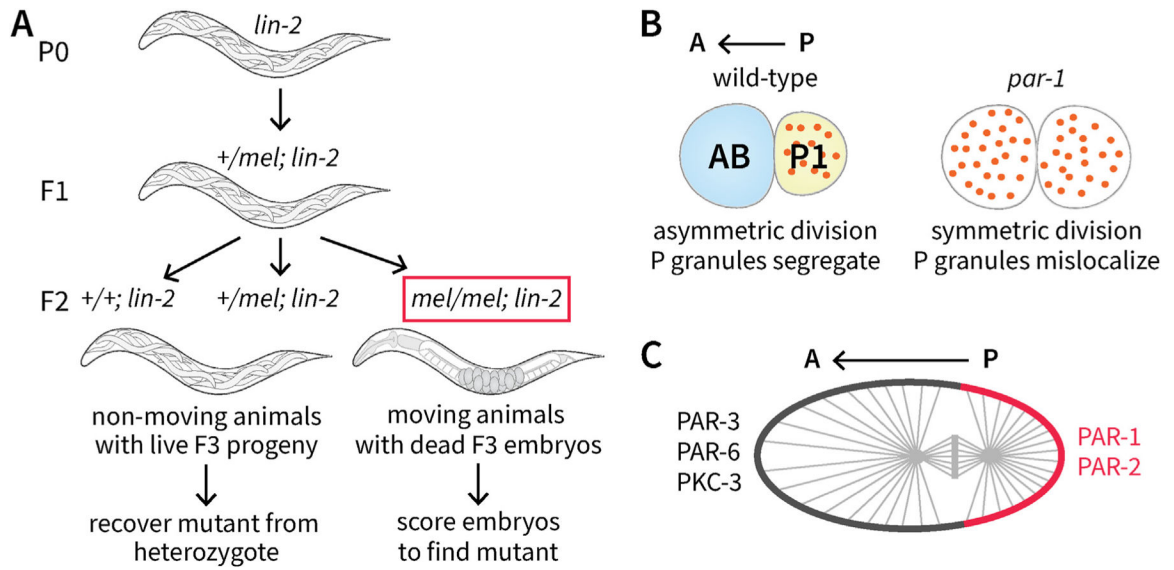 A
P0
lin-2
F1
+/mel; lin-2
F2
+/+; lin-2
+/mel; lin-2
mel/mel; lin-2
non-moving animals
with live F3 progeny
recover mutant from
heterozygote
moving animals
with dead F3 embryos
score embryos
to find mutant
B
A
P
wild-type
AB
P1
asymmetric division
P granules segregate
par-1
symmetric division
P granules mislocalize
C
A
P
PAR-3
PAR-6
PKC-3
PAR-1
PAR-2